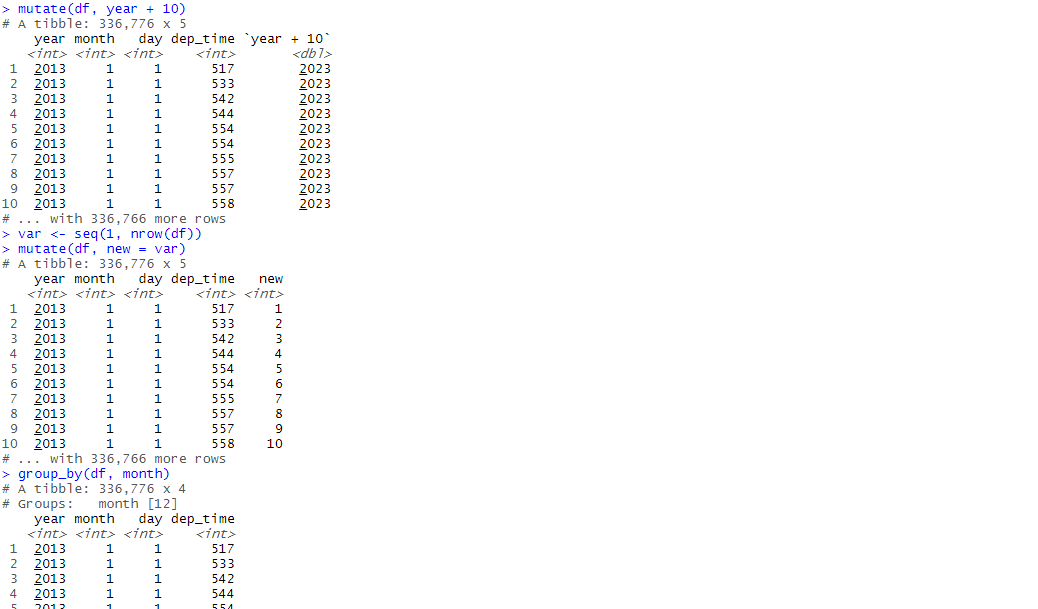 > mutate(df, year + 10)
# A tibble: 336,776 x 5
    year month   day dep_time `year + 10`
   <int> <int> <int>    <int>       <dbl>
 1  2013     1     1      517        2023
 2  2013     1     1      533        2023
 3  2013     1     1      542        2023
 4  2013     1     1      544        2023
 5  2013     1     1      554        2023
 6  2013     1     1      554        2023
 7  2013     1     1      555        2023
 8  2013     1     1      557        2023
 9  2013     1     1      557        2023
10  2013     1     1      558        2023
# ... with 336,766 more rows
> var <- seq(1, nrow(df))
> mutate(df, new = var)
# A tibble: 336,776 x 5
    year month   day dep_time   new
   <int> <int> <int>    <int> <int>
 1  2013     1     1      517     1
 2  2013     1     1      533     2
 3  2013     1     1      542     3
 4  2013     1     1      544     4
 5  2013     1     1      554     5
 6  2013     1     1      554     6
 7  2013     1     1      555     7
 8  2013     1     1      557     8
 9  2013     1     1      557     9
10  2013     1     1      558    10
# ... with 336,766 more rows
> group_by(df, month)
# A tibble: 336,776 x 4
# Groups:   month [12]
    year month   day dep_time
   <int> <int> <int>    <int>
 1  2013     1     1      517
 2  2013     1     1      533
 3  2013     1     1      542
 4  2013     1     1      544
 5  2013     1     1      554